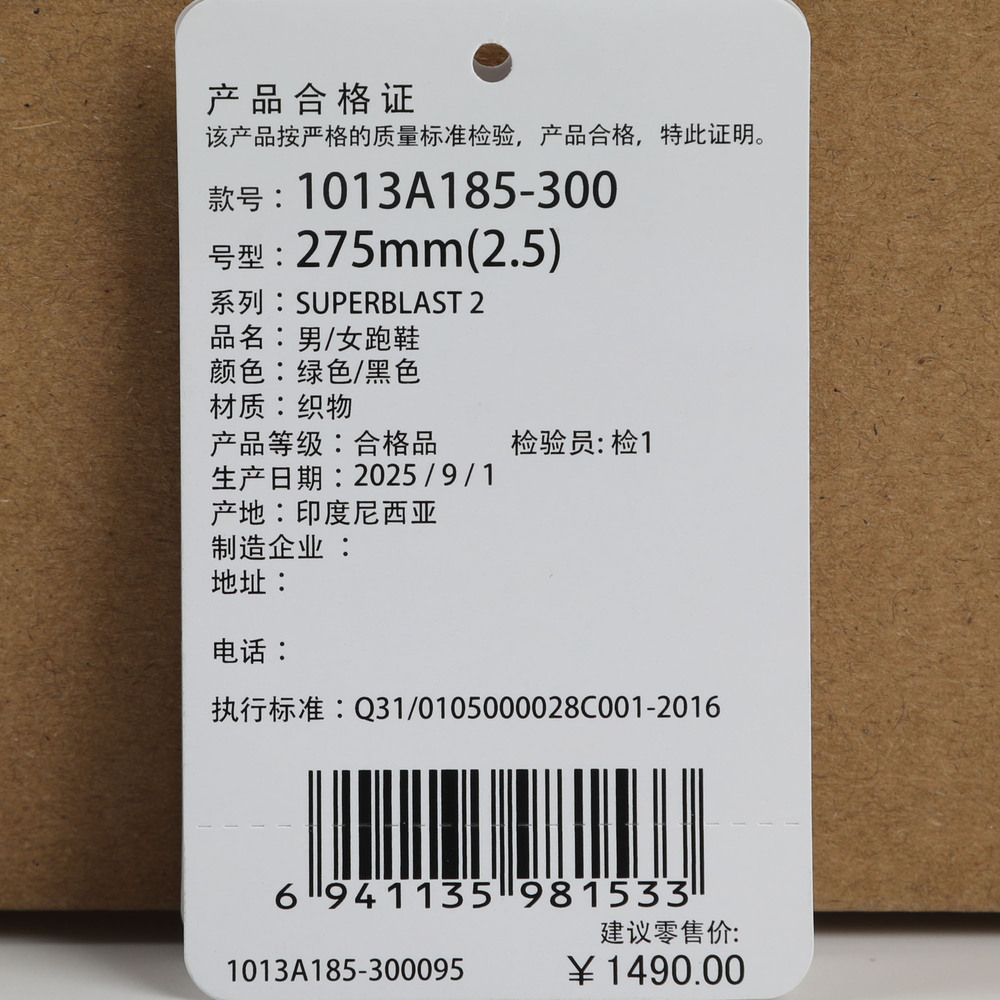 产品合格证
该产品按严格的质量标准检验，产品合格，特此证明。
款号：1013A185-300
号型：275mm(2.5)
系列：SUPERBLAST 2
品名：男/女跑鞋
颜色：绿色/黑色
材质：织物
产品等级：合格品 检验员: 检1
生产日期：2025 / 9 / 1
产地：印度尼西亚
制造企业 ：
地址：
电话：
执行标准：Q31/0105000028C001-2016
6 941135 981533
建议零售价:
1013A185-300095 ￥1490.00